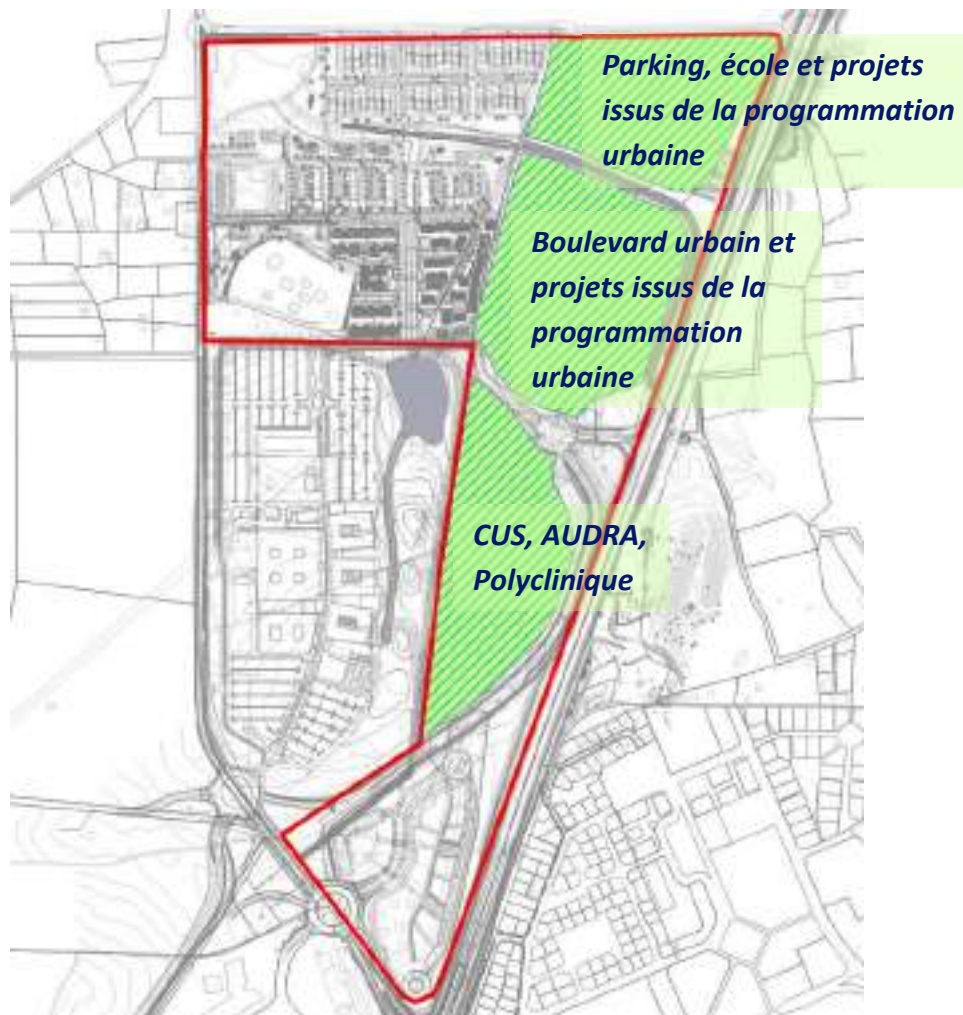 Parking, école et projets
issus de la programmation
urbaine
Boulevard urbain et
projets issus de la
programmation
urbaine
CUS, AUDRA,
Polyclinique